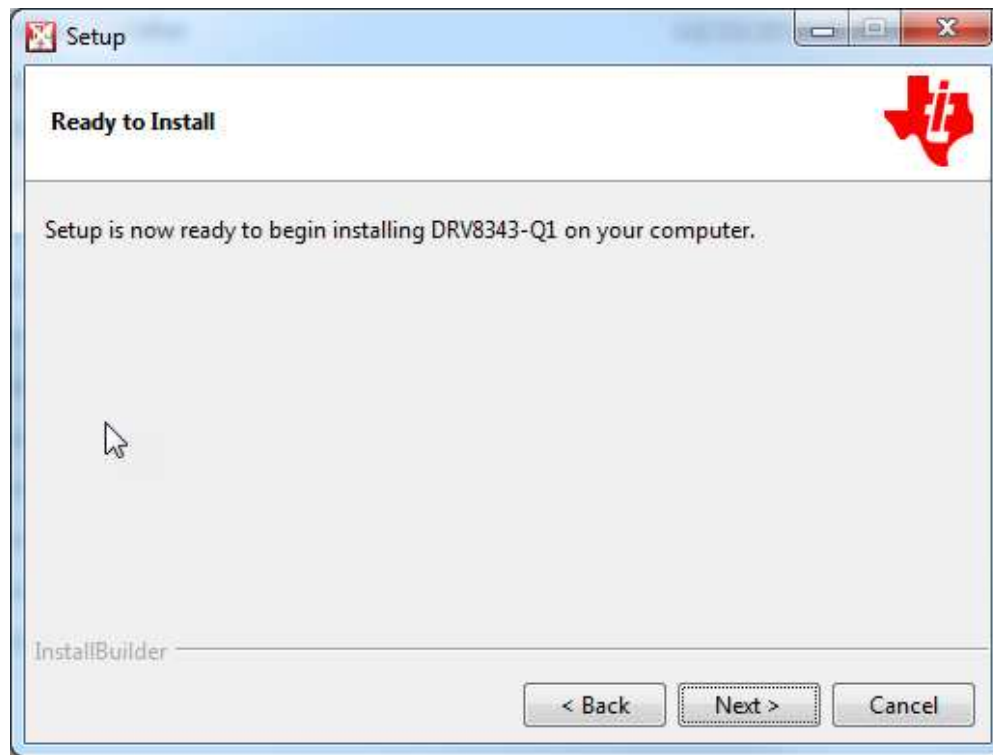 Setup
Ready to Install
Setup is now ready to begin installing DRV8343-Q1 on your computer.
InstallBuilder
< Back Next > Cancel